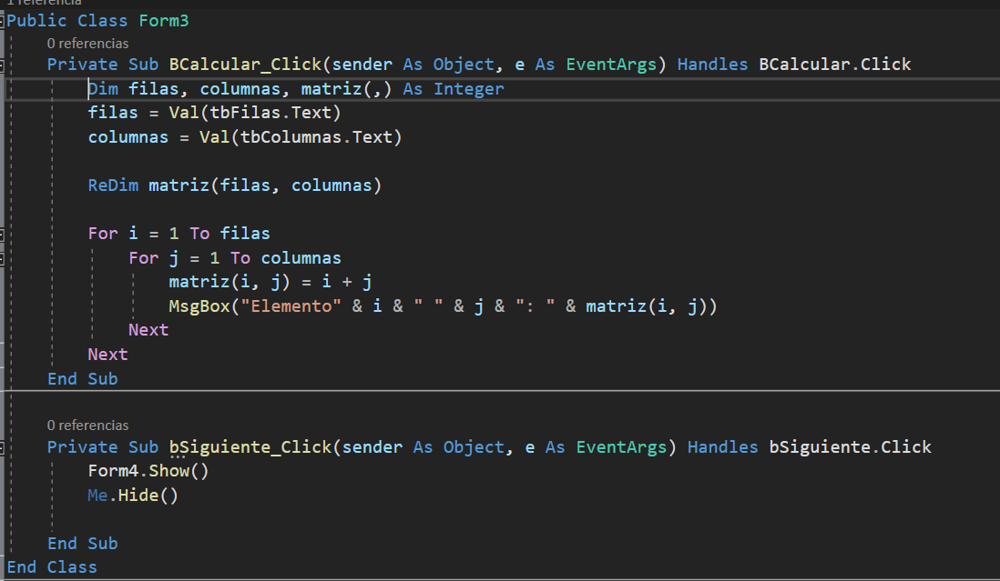 1 referencia
Public Class Form3
0 referencias
Private Sub BCalcular_Click(sender As Object, e As EventArgs) Handles BCalcular.Click
Dim filas, columnas, matriz(,) As Integer
filas = Val(tbFilas.Text)
columnas = Val(tbColumnas.Text)
ReDim matriz(filas, columnas)
For i = 1 To filas
For j = 1 To columnas
matriz(i, j) = i + j
MsgBox("Elemento" & i & " " & j & ": " & matriz(i, j))
Next
Next
End Sub
0 referencias
Private Sub bSiguiente_Click(sender As Object, e As EventArgs) Handles bSiguiente.Click
Form4.Show()
Me.Hide()
End Sub
End Class